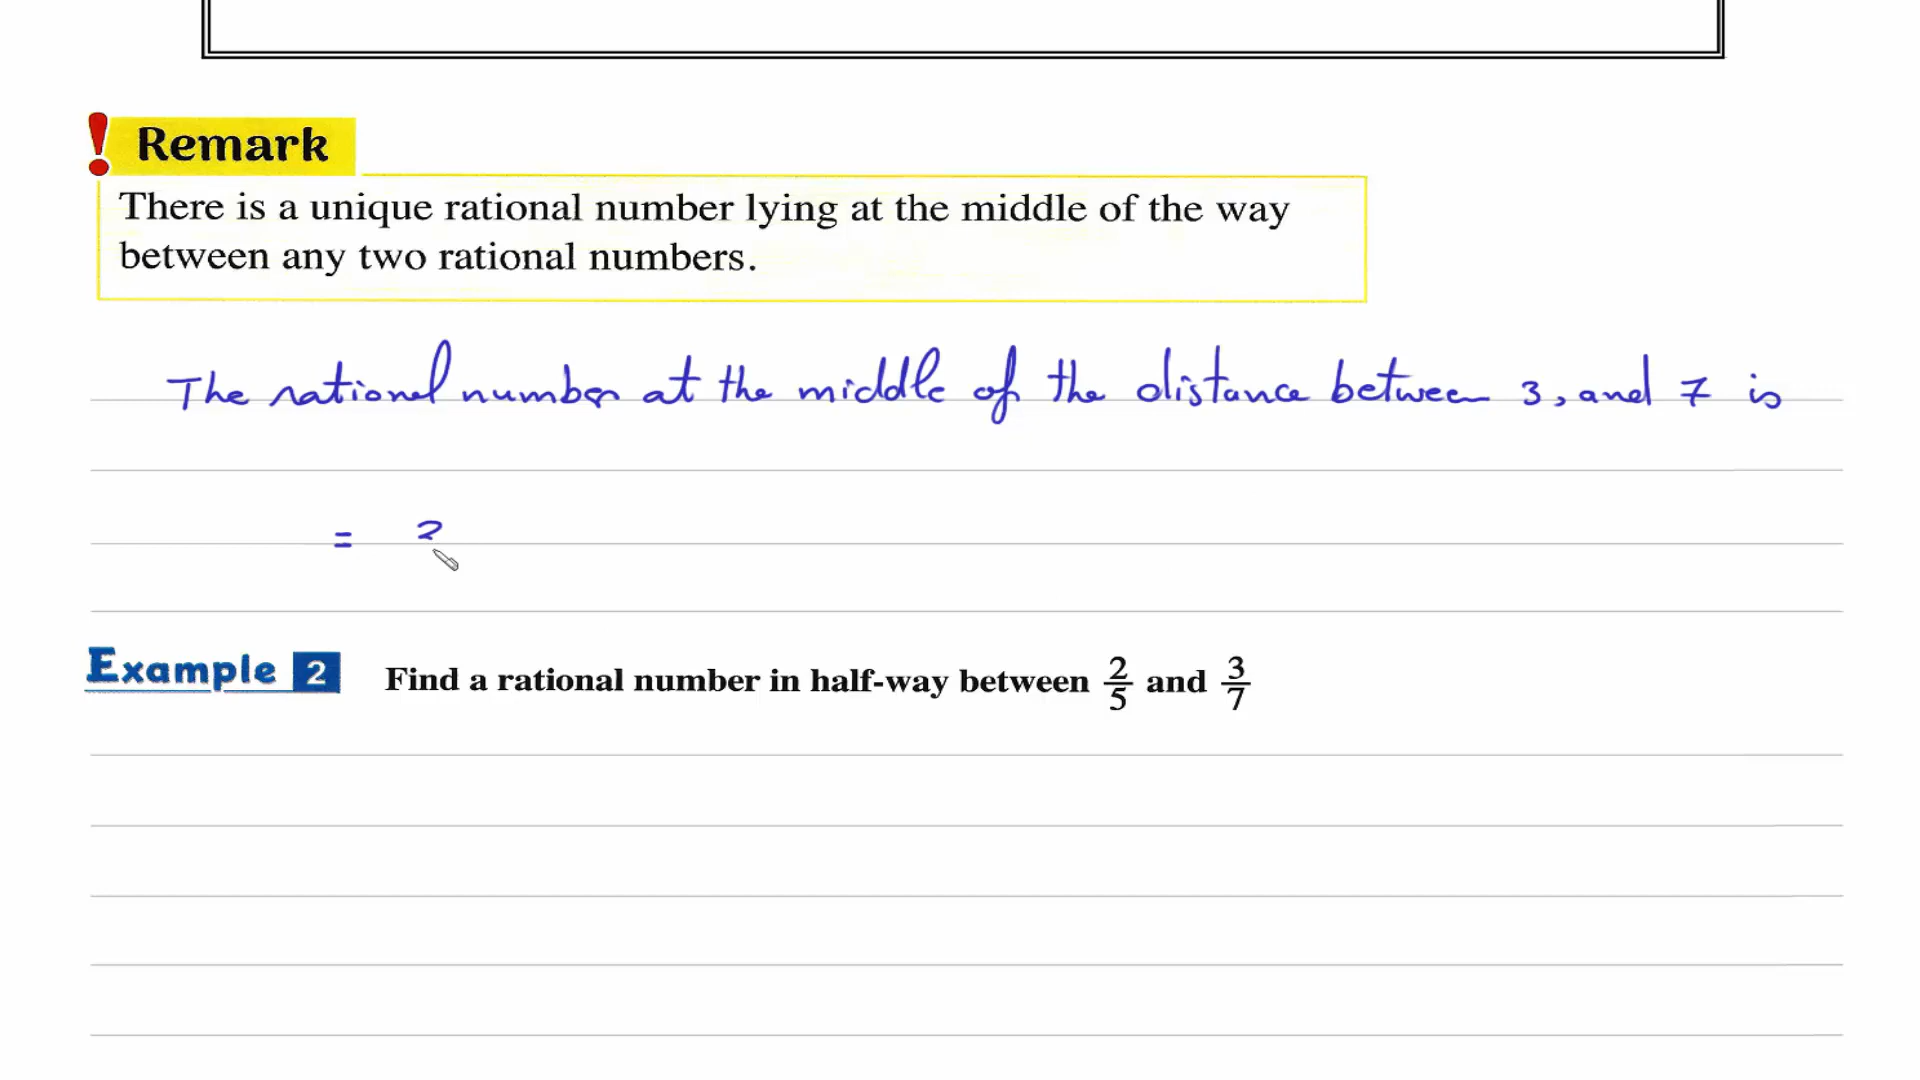 ! Remark
There is a unique rational number lying at the middle of the way
between any two rational numbers.
The rational number at the middle of the distance between 3, and 7 is
= 2
Example 2 Find a rational number in half-way between 2/5 and 3/7